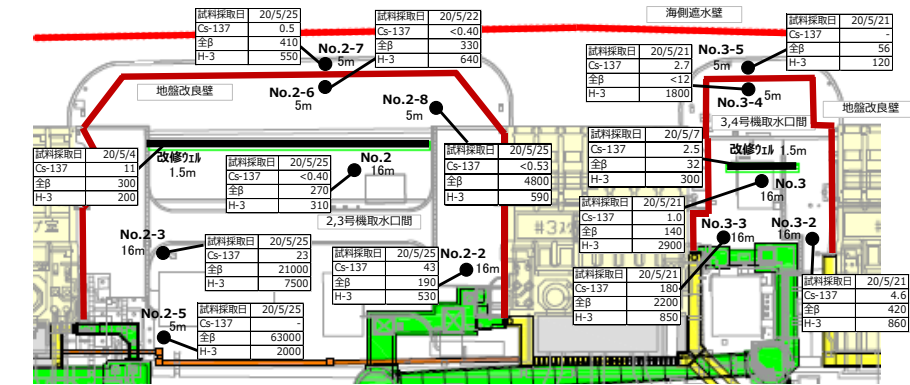 海側遮水壁
試料採取日 20/5/25
Cs-137 0.5
全β 410
H-3 550
試料採取日 20/5/22
Cs-137 <0.40
全β 330
H-3 640
No.2-7
5m
No.2-6
5m
地盤改良壁
No.2-8
5m
試料採取日 20/5/21
Cs-137 2.7
全β <12
H-3 1800
No.3-5
5m
試料採取日 20/5/21
Cs-137 -
全β 56
H-3 120
5m
No.3-4
地盤改良壁
3,4号機取水口間
試料採取日 20/5/4
Cs-137 11
全β 300
H-3 200
改修ウェル
1.5m
試料採取日 20/5/25
Cs-137 <0.40
全β 270
H-3 310
No.2
16m
試料採取日 20/5/25
Cs-137 <0.53
全β 4800
H-3 590
試料採取日 20/5/7
Cs-137 2.5
全β 32
H-3 300
改修ウェル 1.5m
No.3
16m
2,3号機取水口間
試料採取日 20/5/21
Cs-137 1.0
全β 140
H-3 2900
No.2-3
16m
試料採取日 20/5/25
Cs-137 23
全β 21000
H-3 7500
試料採取日 20/5/25
Cs-137 43
全β 190
H-3 530
No.2-2
16m
No.3-3
16m
No.3-2
16m
試料採取日 20/5/21
Cs-137 180
全β 2200
H-3 850
試料採取日 20/5/21
Cs-137 4.6
全β 420
H-3 860
No.2-5
5m
試料採取日 20/5/25
Cs-137 -
全β 63000
H-3 2000